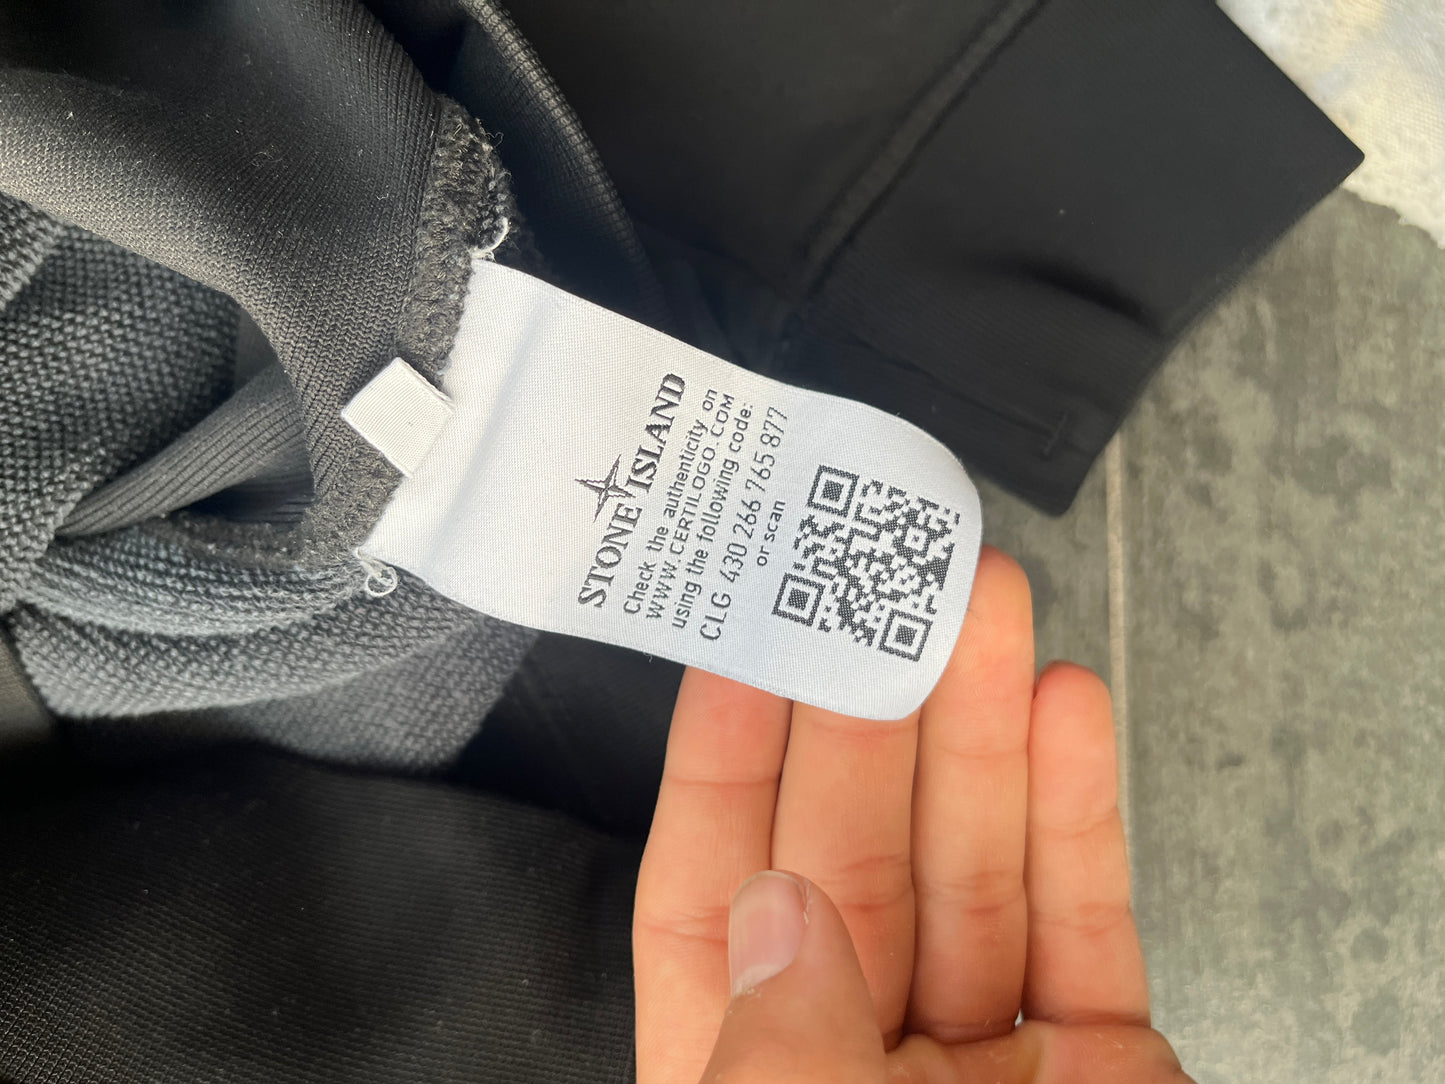 STONE ISLAND
Check the authenticity on
WWW.CERTILOGO.COM
using the following code:
CLG 430 266 765 877
or scan